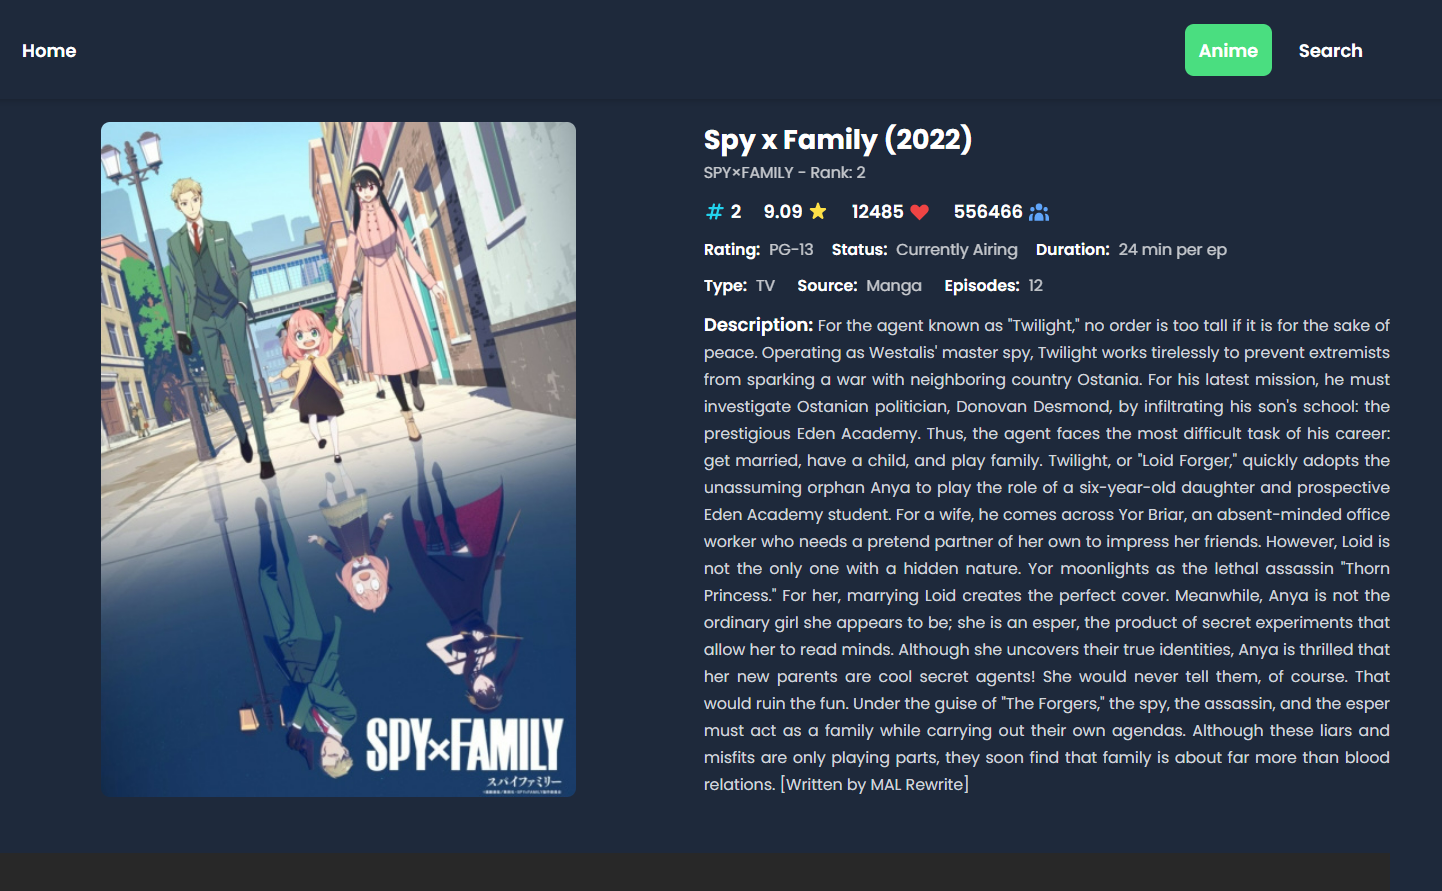 Home
Anime
Search
Spy x Family (2022)
SPY×FAMILY - Rank: 2
# 2 9.09 12485 556466
Rating: PG-13 Status: Currently Airing Duration: 24 min per ep
Type: TV Source: Manga Episodes: 12
Description: For the agent known as "Twilight," no order is too tall if it is for the sake of
peace. Operating as Westalis' master spy, Twilight works tirelessly to prevent extremists
from sparking a war with neighboring country Ostania. For his latest mission, he must
investigate Ostanian politician, Donovan Desmond, by infiltrating his son's school: the
prestigious Eden Academy. Thus, the agent faces the most difficult task of his career:
get married, have a child, and play family. Twilight, or "Loid Forger," quickly adopts the
unassuming orphan Anya to play the role of a six-year-old daughter and prospective
Eden Academy student. For a wife, he comes across Yor Briar, an absent-minded office
worker who needs a pretend partner of her own to impress her friends. However, Loid is
not the only one with a hidden nature. Yor moonlights as the lethal assassin "Thorn
Princess." For her, marrying Loid creates the perfect cover. Meanwhile, Anya is not the
ordinary girl she appears to be; she is an esper, the product of secret experiments that
allow her to read minds. Although she uncovers their true identities, Anya is thrilled that
her new parents are cool secret agents! She would never tell them, of course. That
would ruin the fun. Under the guise of "The Forgers," the spy, the assassin, and the esper
must act as a family while carrying out their own agendas. Although these liars and
misfits are only playing parts, they soon find that family is about far more than blood
relations. [Written by MAL Rewrite]
SPY×FAMILY
スパイファミリー